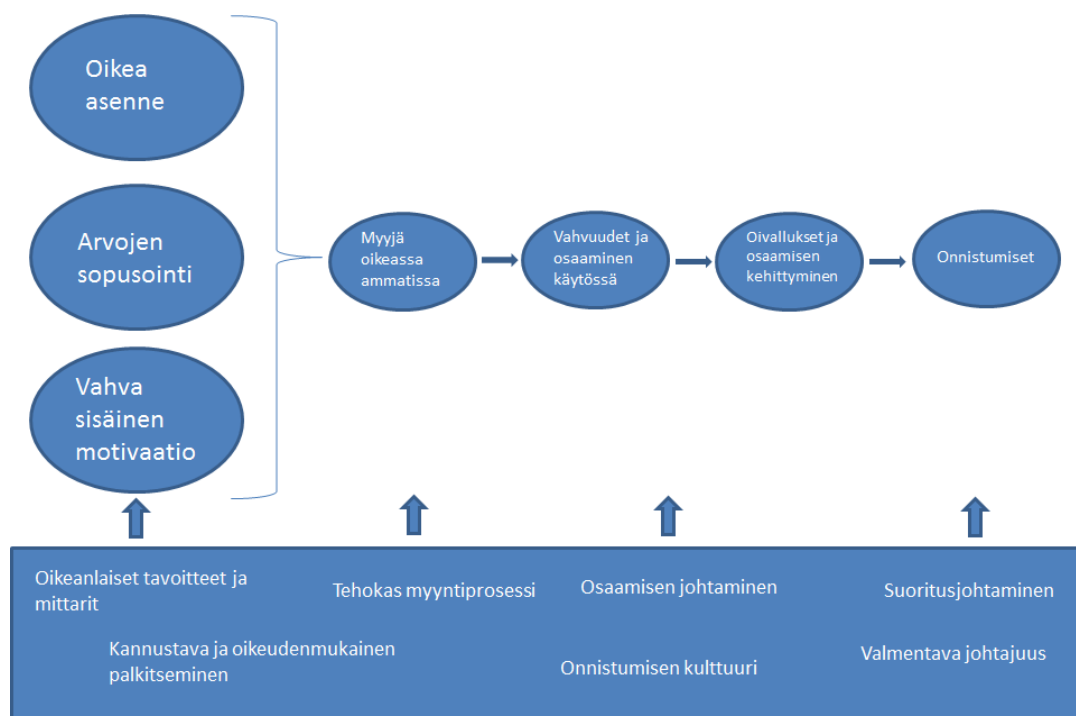 Oikea
asenne
Arvojen
sopusointi
Vahva
sisäinen
motivaatio
Myyjä
oikeassa
ammatissa
Vahvuudet ja
osaaminen
käytössä
Oivallukset ja
osaamisen
kehittyminen
Onnistumiset
Oikeanlaiset tavoitteet ja
mittarit
Kannustava ja oikeudenmukainen
palkitseminen
Tehokas myyntiprosessi
Osaamisen johtaminen
Onnistumisen kulttuuri
Suoritusjohtaminen
Valmentava johtajuus